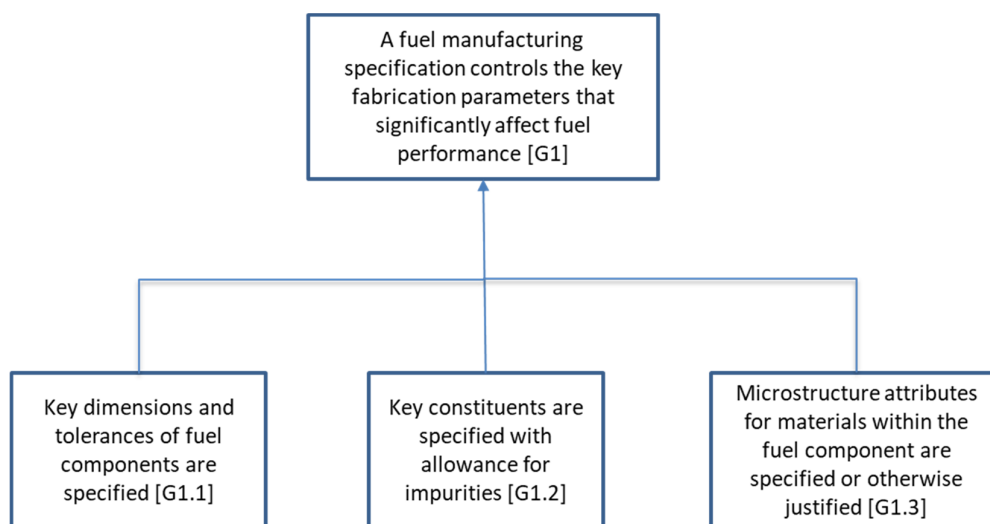 A fuel manufacturing
specification controls the key
fabrication parameters that
significantly affect fuel
performance [G1]
Key dimensions and
tolerances of fuel
components are
specified [G1.1]
Key constituents are
specified with
allowance for
impurities [G1.2]
Microstructure attributes
for materials within the
fuel component are
specified or otherwise
justified [G1.3]